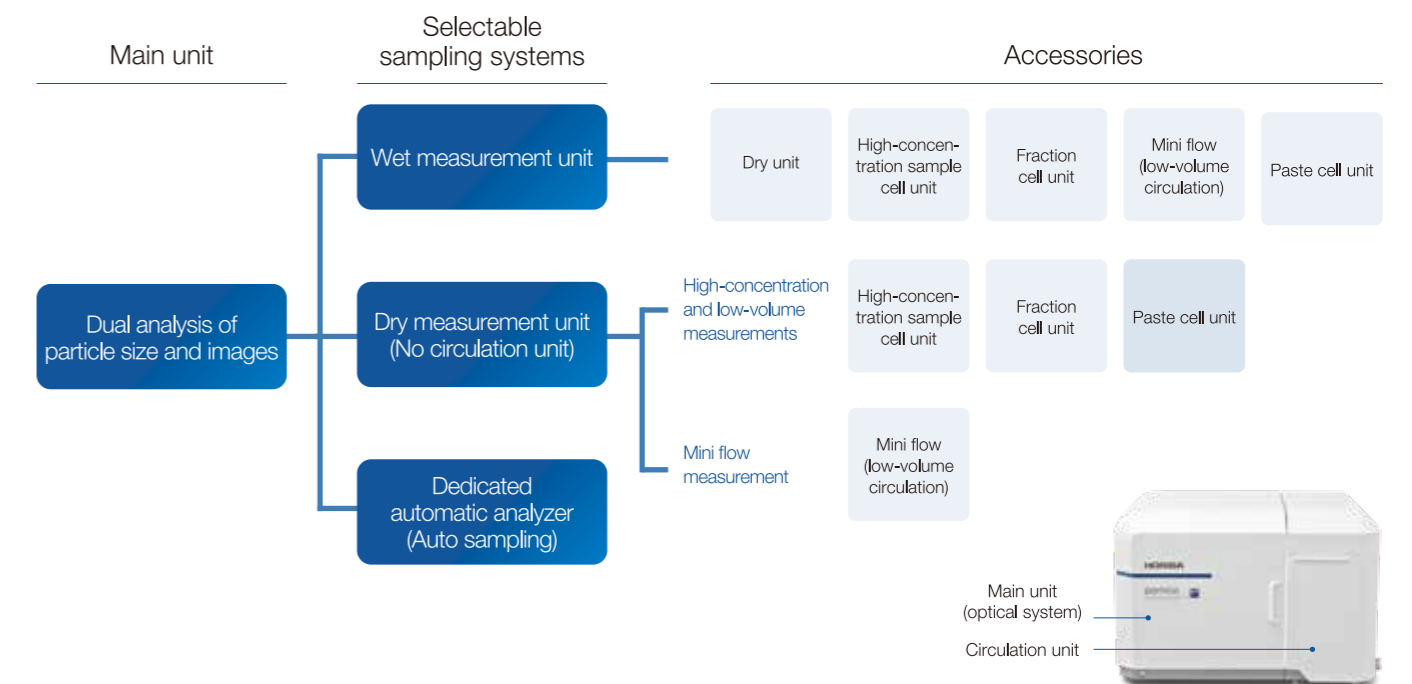 Main unit
Selectable
sampling systems
Accessories
Wet measurement unit
Dry unit
High-concen-
tration sample
cell unit
Fraction
cell unit
Mini flow
(low-volume
circulation)
Paste cell unit
Dual analysis of
particle size and images
Dry measurement unit
(No circulation unit)
High-concentration
and low-volume
measurements
High-concen-
tration sample
cell unit
Fraction
cell unit
Paste cell unit
Mini flow
measurement
Mini flow
(low-volume
circulation)
Dedicated
automatic analyzer
(Auto sampling)
HORIBA
Main unit
(optical system)
Circulation unit